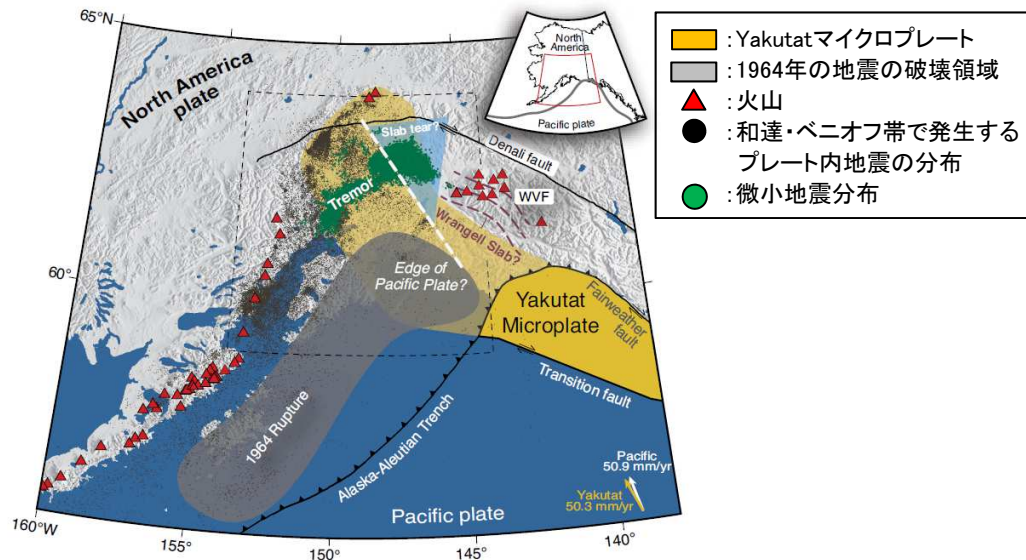 65°N
North America
plate
North
America
Pacific plate
Slab tear?
Denali fault
Tremor
WVF
Wrangell Slab?
60°
Edge of
Pacific Plate?
Yakutat
Microplate
Fairweather
fault
Transition fault
1964 Rupture
Alaska-Aleutian Trench
Pacific
50.9 mm/yr
Yakutat
50.3 mm/yr
Pacific plate
160°W
155°
150°
145°
140°
:Yakutatマイクロプレート
:1964年の地震の破壊領域
:火山
:和達・ベニオフ帯で発生する
プレート内地震の分布
:微小地震分布